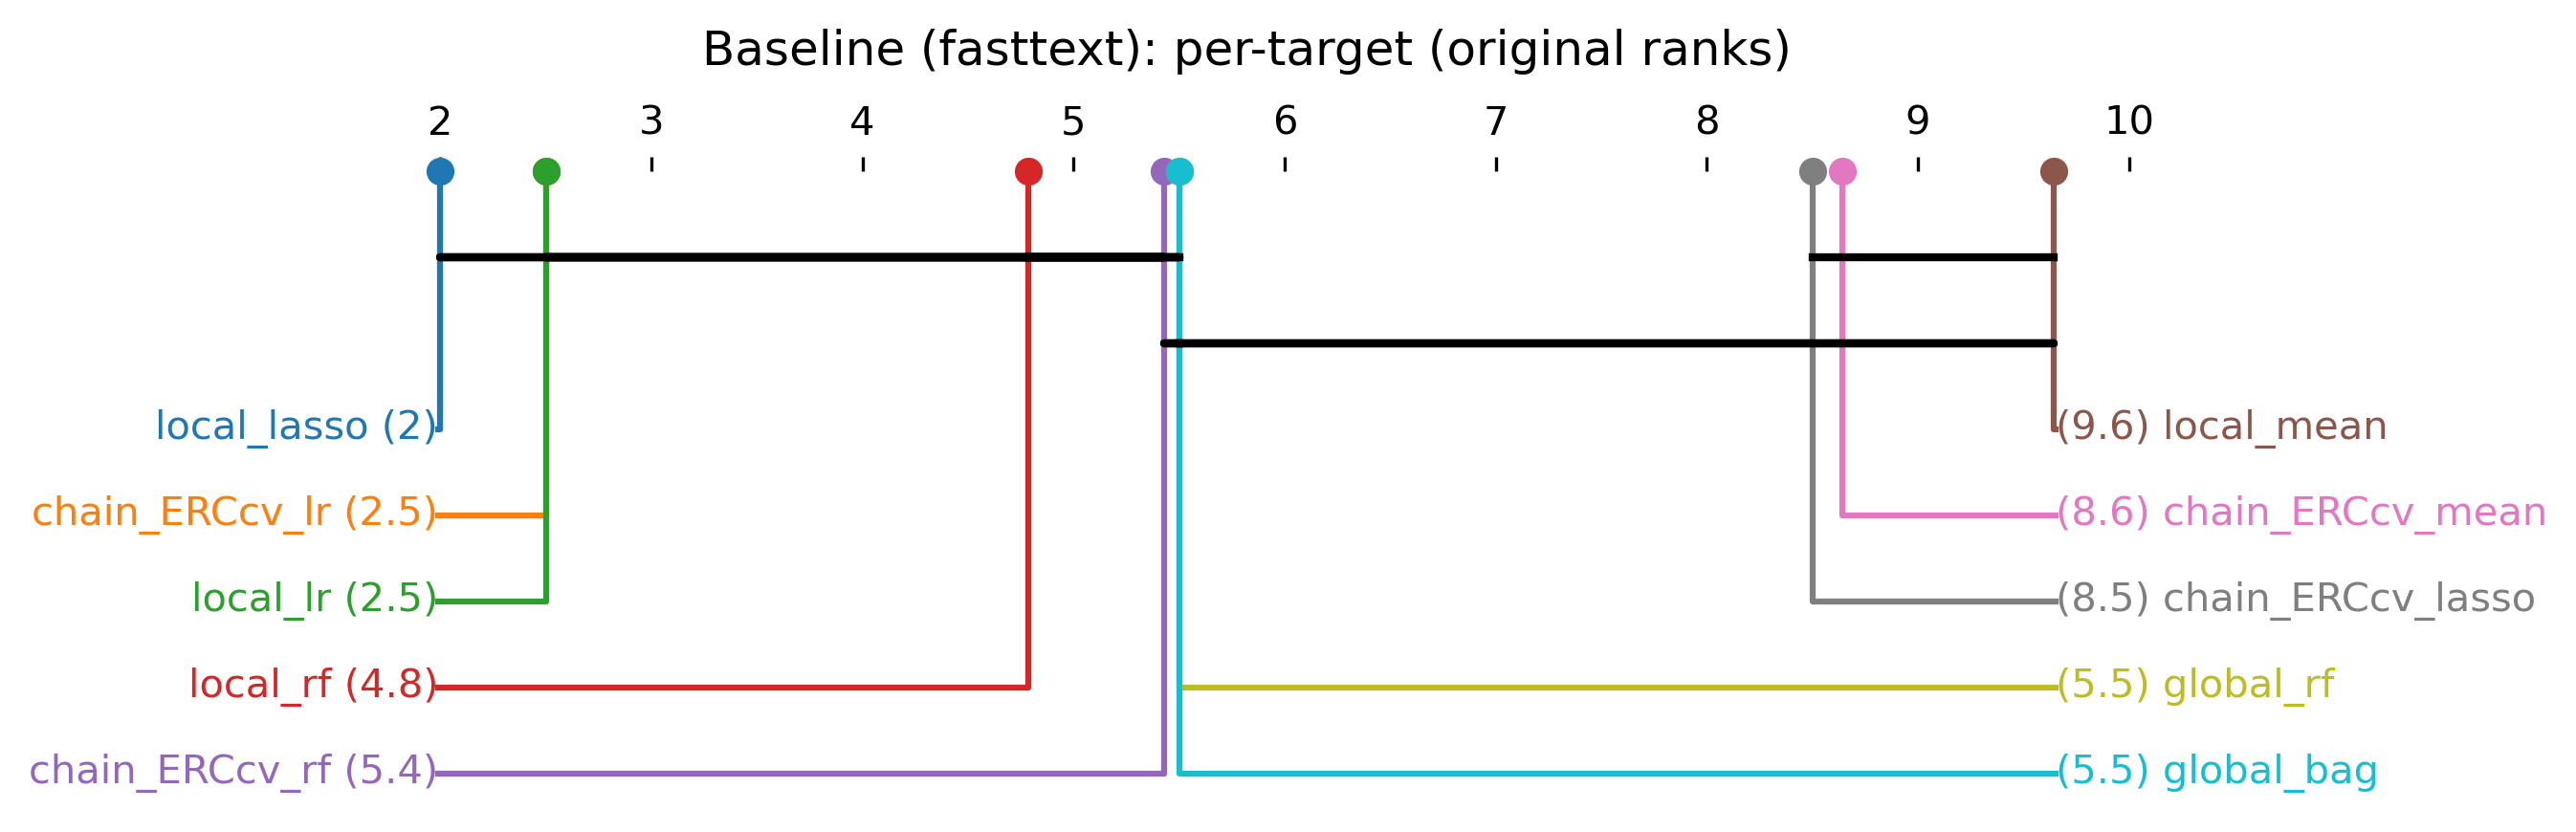 Baseline (fasttext): per-target (original ranks)
2 3 4 5 6 7 8 9 10
local_lasso (2) (9.6) local_mean
chain_ERCcv_lr (2.5) (8.6) chain_ERCcv_mean
local_lr (2.5) (8.5) chain_ERCcv_lasso
local_rf (4.8) (5.5) global_rf
chain_ERCcv_rf (5.4) (5.5) global_bag